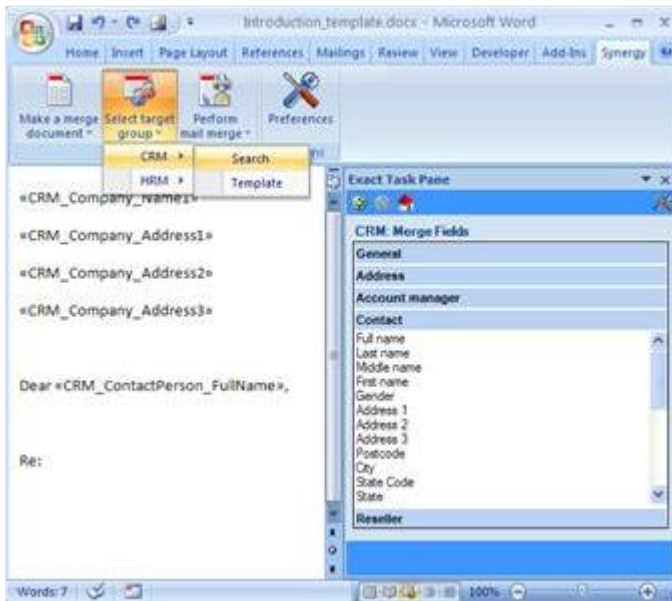 Introduction_template.docx - Microsoft Word
Home Insert Page Layout References Mailings Review View Developer Add-Ins Synergy
Make a merge document
Select target group
Perform mail merge
Preferences
CRM
Search
HRM
Template
«CRM_Company_Name1»
«CRM_Company_Address1»
«CRM_Company_Address2»
«CRM_Company_Address3»
Dear «CRM_ContactPerson_FullName»,
Re:
Exact Task Pane
CRM: Merge Fields
General
Address
Account manager
Contact
Full name
Last name
Middle name
First name
Gender
Address 1
Address 2
Address 3
Postcode
City
State Code
State
Reseller
Words: 7
100%